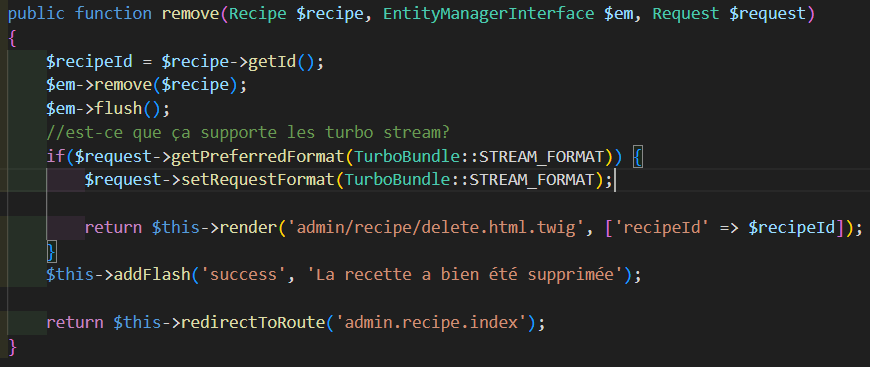 public function remove(Recipe $recipe, EntityManagerInterface $em, Request $request)
{
    $recipeId = $recipe->getId();
    $em->remove($recipe);
    $em->flush();
    //est-ce que ça supporte les turbo stream?
    if($request->getPreferredFormat(TurboBundle::STREAM_FORMAT)) {
        $request->setRequestFormat(TurboBundle::STREAM_FORMAT);
        return $this->render('admin/recipe/delete.html.twig', ['recipeId' => $recipeId]);
    }
    $this->addFlash('success', 'La recette a bien été supprimée');
    return $this->redirectToRoute('admin.recipe.index');
}